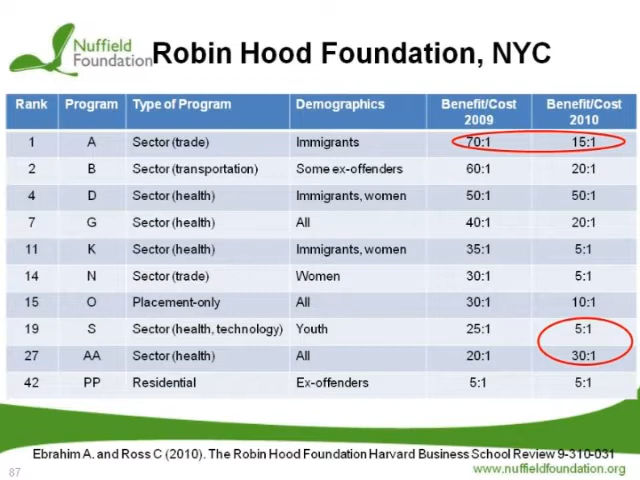 Nuffield
Foundation
Robin Hood Foundation, NYC
Rank Program Type of Program Demographics Benefit/Cost 2009 Benefit/Cost 2010
1 A Sector (trade) Immigrants 70:1 15:1
2 B Sector (transportation) Some ex-offenders 60:1 20:1
4 D Sector (health) Immigrants, women 50:1 50:1
7 G Sector (health) All 40:1 20:1
11 K Sector (health) Immigrants, women 35:1 5:1
14 N Sector (trade) Women 30:1 5:1
15 O Placement-only All 30:1 10:1
19 S Sector (health, technology) Youth 25:1 5:1
27 AA Sector (health) All 20:1 30:1
42 PP Residential Ex-offenders 5:1 5:1
Ebrahim A. and Ross C (2010). The Robin Hood Foundation Harvard Business School Review 9-310-031
87
www.nuffieldfoundation.org